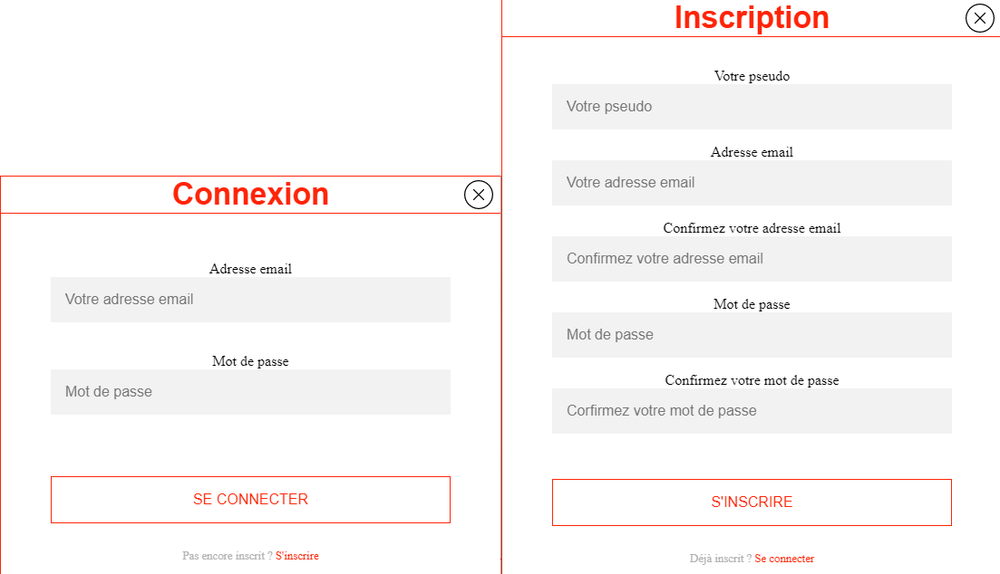 Connexion
Adresse email
Votre adresse email
Mot de passe
Mot de passe
SE CONNECTER
Pas encore inscrit ? S'inscrire
Inscription
Votre pseudo
Votre pseudo
Adresse email
Votre adresse email
Confirmez votre adresse email
Confirmez votre adresse email
Mot de passe
Mot de passe
Confirmez votre mot de passe
Corfirmez votre mot de passe
S'INSCRIRE
Déjà inscrit ? Se connecter